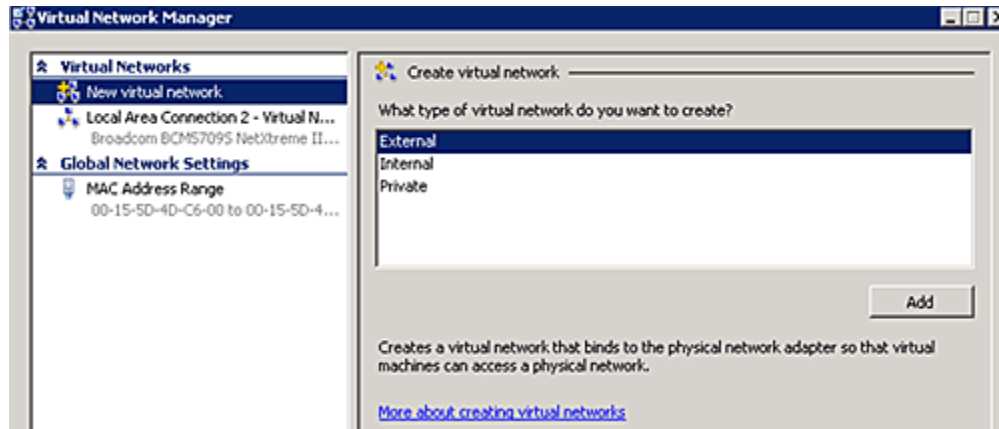 Virtual Network Manager
Virtual Networks
New virtual network
Local Area Connection 2 - Virtual N...
Broadcom BCM5709S NetXtreme II...
Global Network Settings
MAC Address Range
00-15-5D-4D-C6-00 to 00-15-5D-4...
Create virtual network
What type of virtual network do you want to create?
External
Internal
Private
Add
Creates a virtual network that binds to the physical network adapter so that virtual
machines can access a physical network.
More about creating virtual networks